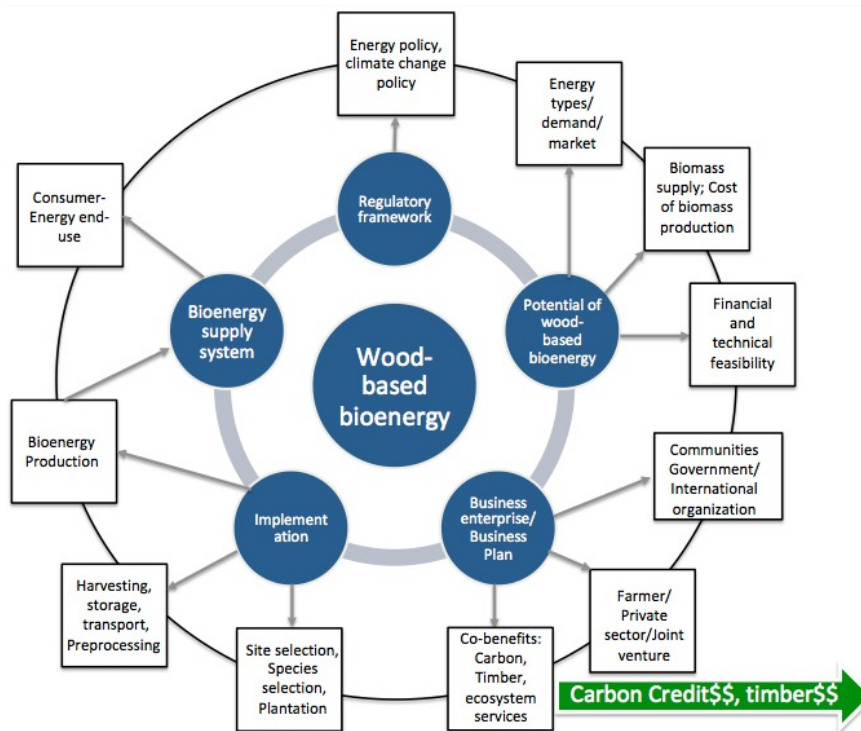 Energy policy,
climate change
policy
Energy
types/
demand/
market
Biomass
supply; Cost
of biomass
production
Financial
and
technical
feasibility
Communities
Government/
International
organization
Farmer/
Private
sector/Joint
venture
Co-benefits:
Carbon,
Timber,
ecosystem
services
Carbon Credit$$, timber$$
Site selection,
Species
selection,
Plantation
Harvesting,
storage,
transport,
Preprocessing
Bioenergy
Production
Consumer-
Energy end-
use
Regulatory
framework
Potential of
wood-
based
bioenergy
Business
enterprise/
Business
Plan
Implement
ation
Bioenergy
supply
system
Wood-
based
bioenergy